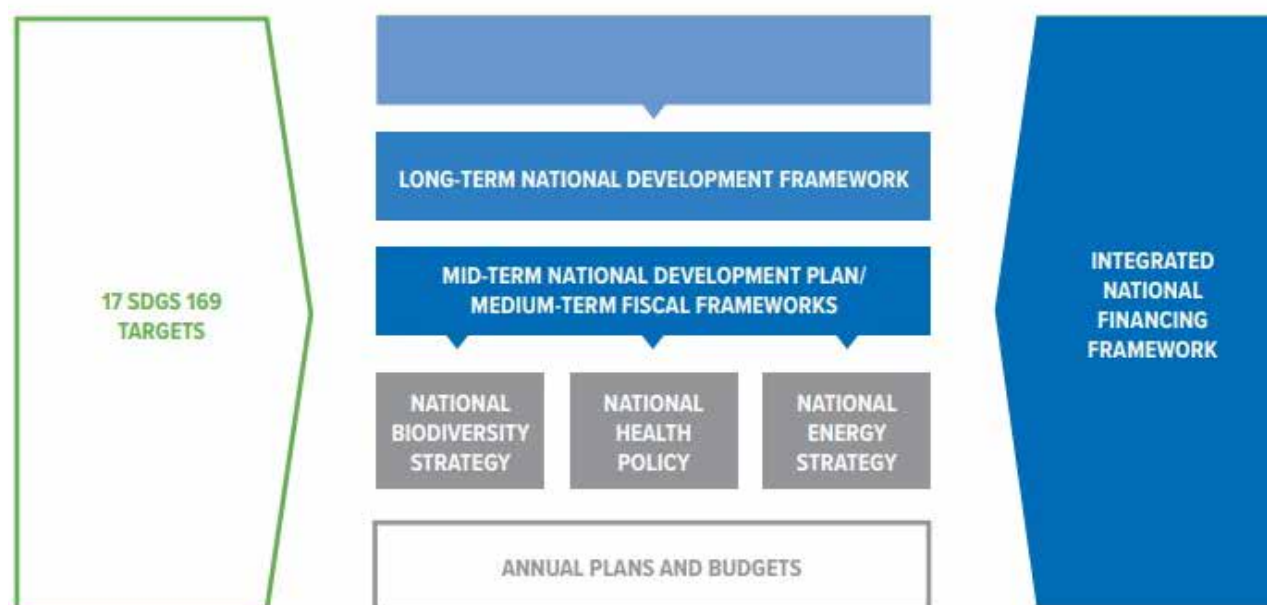 17 SDGS 169
TARGETS
LONG-TERM NATIONAL DEVELOPMENT FRAMEWORK
MID-TERM NATIONAL DEVELOPMENT PLAN/
MEDIUM-TERM FISCAL FRAMEWORKS
NATIONAL
BIODIVERSITY
STRATEGY
NATIONAL
HEALTH
POLICY
NATIONAL
ENERGY
STRATEGY
ANNUAL PLANS AND BUDGETS
INTEGRATED
NATIONAL
FINANCING
FRAMEWORK